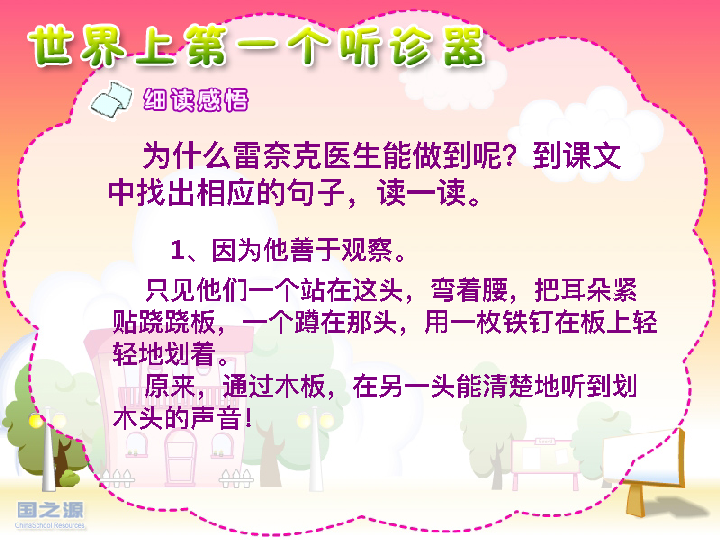 世界上第一个听诊器
细读感悟
为什么雷奈克医生能做到呢？到课文
中找出相应的句子，读一读。
1、因为他善于观察。
只见他们一个站在这头，弯着腰，把耳朵紧
贴跷跷板，一个蹲在那头，用一枚铁钉在板上轻
轻地划着。
原来，通过木板，在另一头能清楚地听到划
木头的声音！
国之源
ChinaSchool Resources